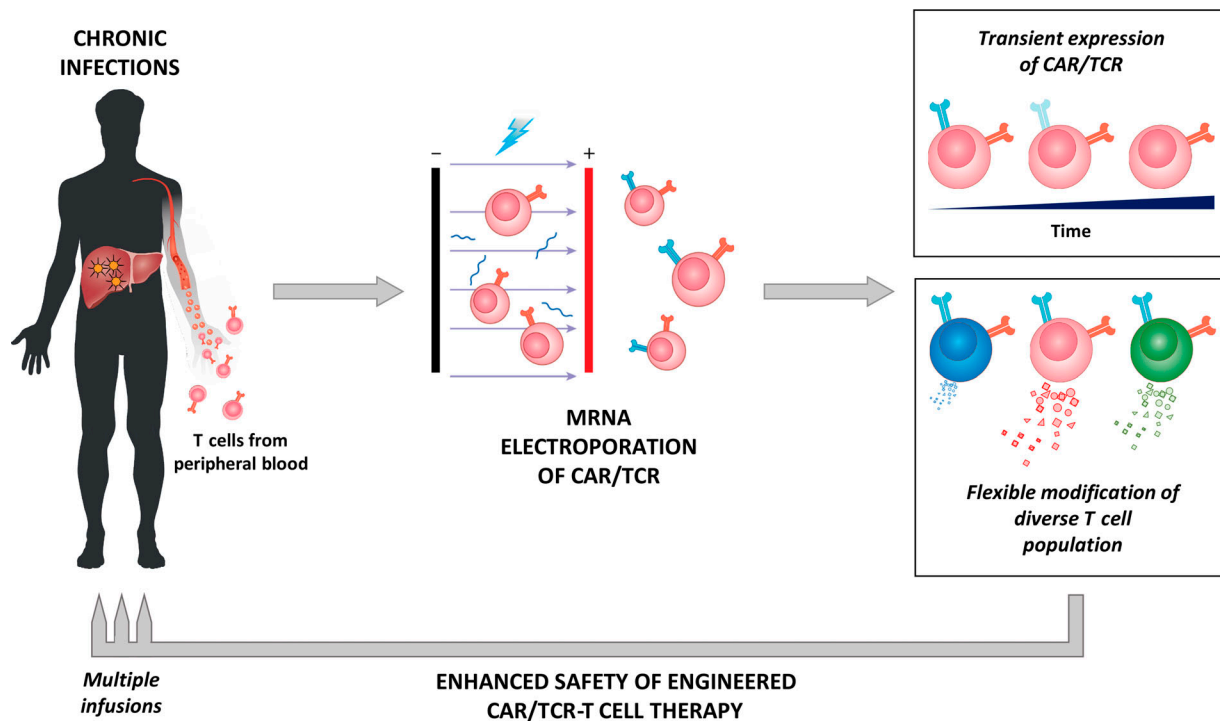 CHRONIC
INFECTIONS
T cells from
peripheral blood
–
+
MRNA
ELECTROPORATION
OF CAR/TCR
Transient expression
of CAR/TCR
Time
Flexible modification of
diverse T cell
population
Multiple
infusions
ENHANCED SAFETY OF ENGINEERED
CAR/TCR-T CELL THERAPY